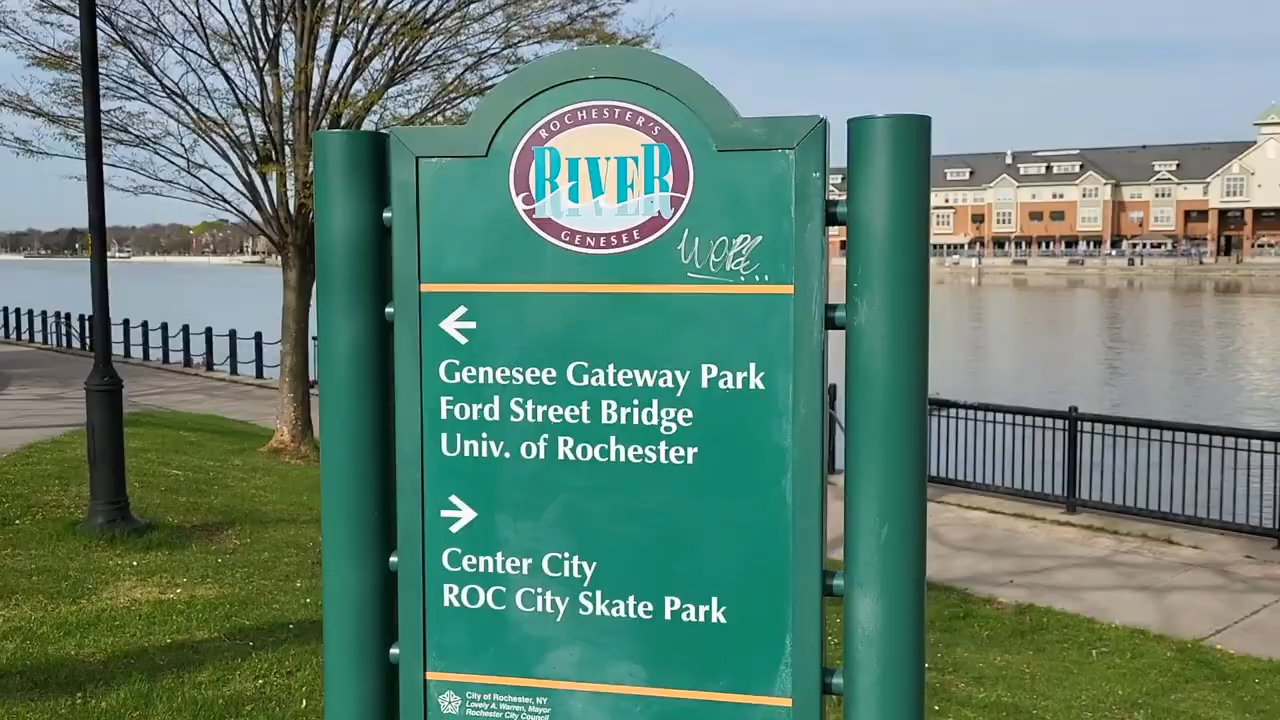 ROCHESTER'S
RIVER
GENESEE
Genesee Gateway Park
Ford Street Bridge
Univ. of Rochester
Center City
ROC City Skate Park
City of Rochester, NY
Lovely A. Warren, Mayor
Rochester City Council